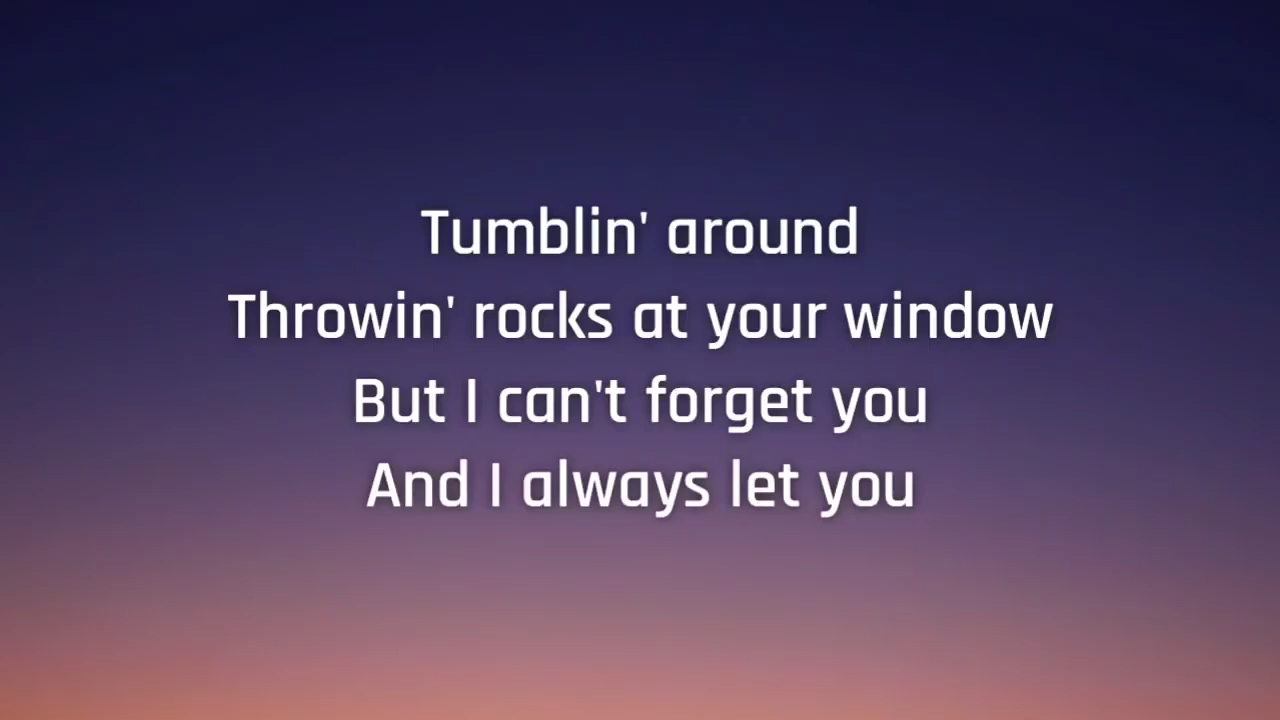 Tumblin' around
Throwin' rocks at your window
But I can't forget you
And I always let you